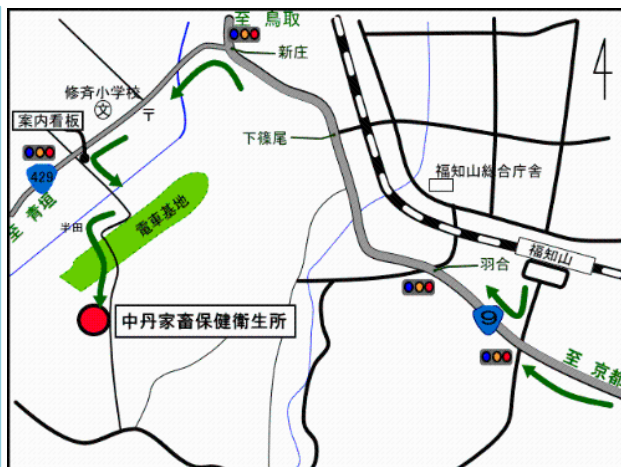 至 鳥取
新庄
修斉小学校
文
〒
案内看板
下篠尾
429
至 青垣
福知山総合庁舎
半田
電車基地
福知山
羽合
中丹家畜保健衛生所
9
至 京都